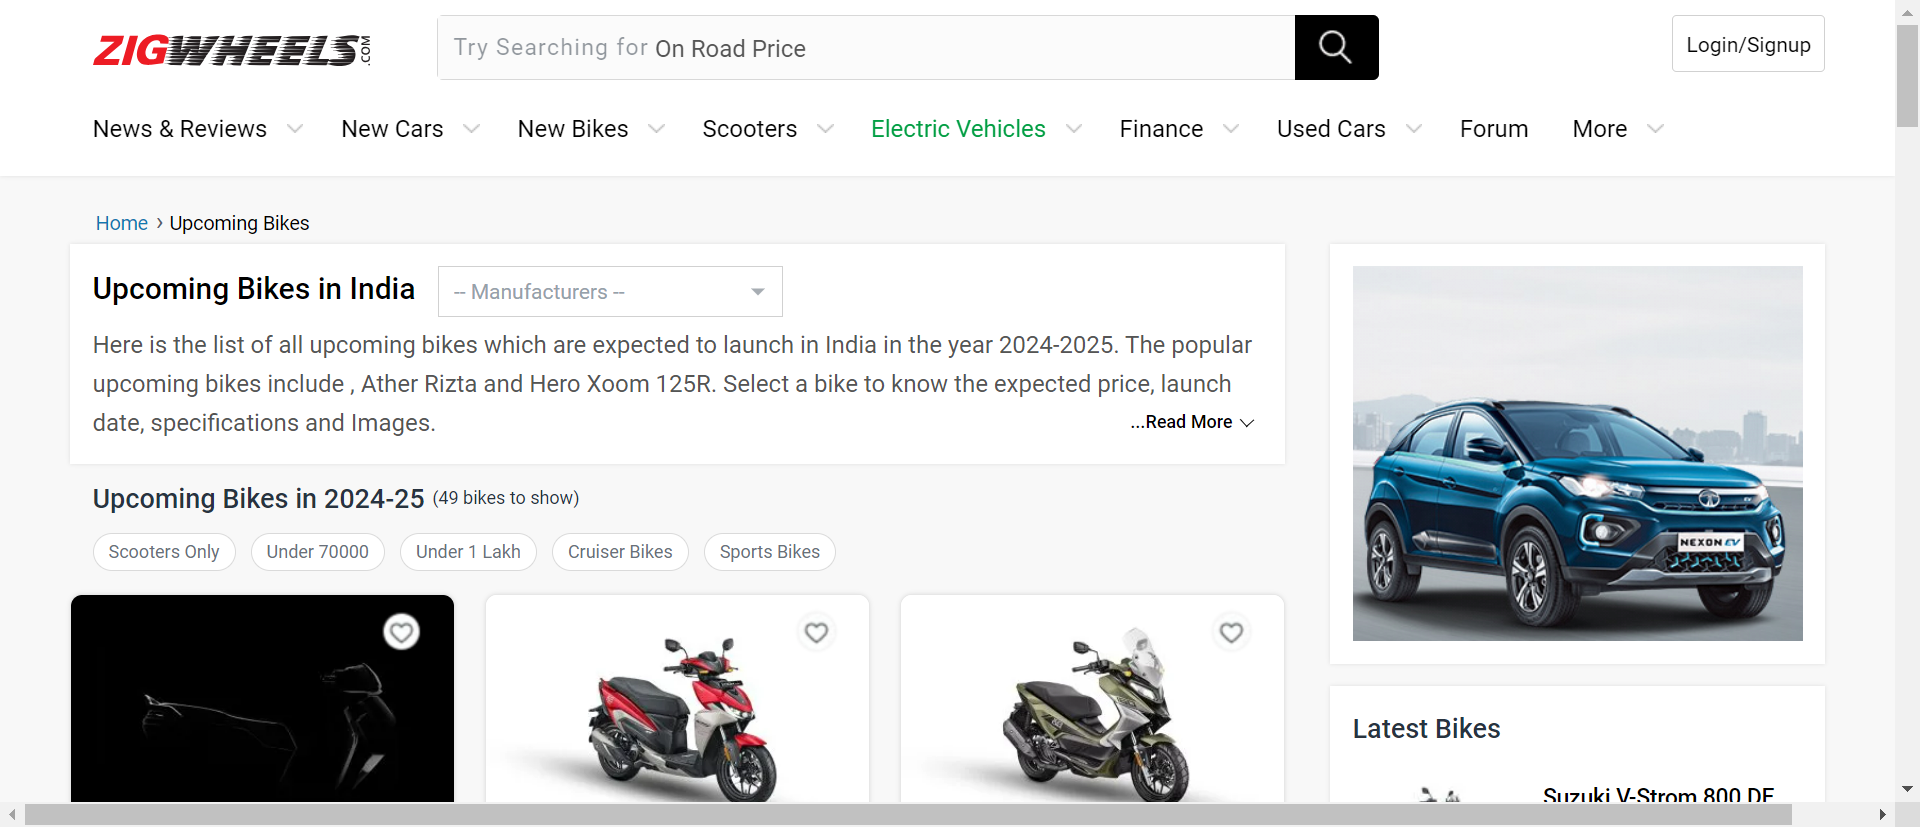 ZIGWHEELS.COM
Try Searching for On Road Price
Login/Signup
News & Reviews New Cars New Bikes Scooters Electric Vehicles Finance Used Cars Forum More
Home › Upcoming Bikes
Upcoming Bikes in India
-- Manufacturers --
Here is the list of all upcoming bikes which are expected to launch in India in the year 2024-2025. The popular
upcoming bikes include , Ather Rizta and Hero Xoom 125R. Select a bike to know the expected price, launch
date, specifications and Images.
...Read More
Upcoming Bikes in 2024-25 (49 bikes to show)
Scooters Only Under 70000 Under 1 Lakh Cruiser Bikes Sports Bikes
NEXON EV
Latest Bikes
Suzuki V-Strom 800 DE